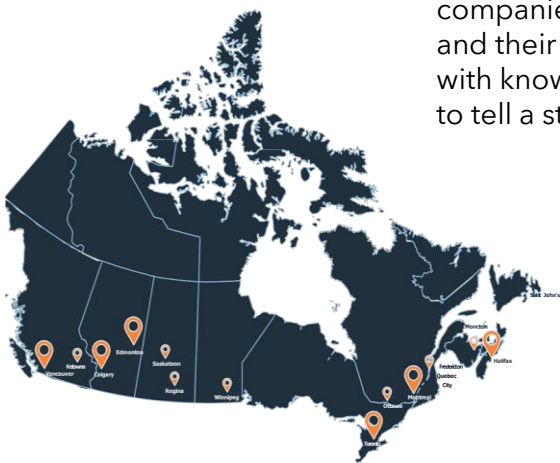 companie
and their
with know
to tell a st
Saint John's
Moncton
Edmonton
Halifax
Saskatoon
Fredericton
Kelowna
Vancouver
Calgary
Quebec
City
Regina
Winnipeg
Ottawa
Montreal
Toronto